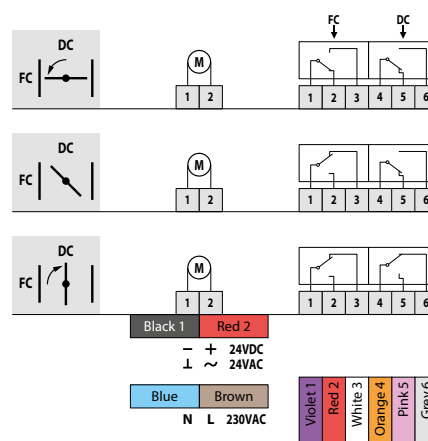 FC DC
DC
FC
M
1 2
1 2 3 4 5 6
DC
FC
M
1 2
1 2 3 4 5 6
DC
FC
M
1 2
1 2 3 4 5 6
Black 1 Red 2
− + 24VDC
⊥ ~ 24VAC
Blue Brown
N L 230VAC
Violet 1
Red 2
White 3
Orange 4
Pink 5
Grey 6